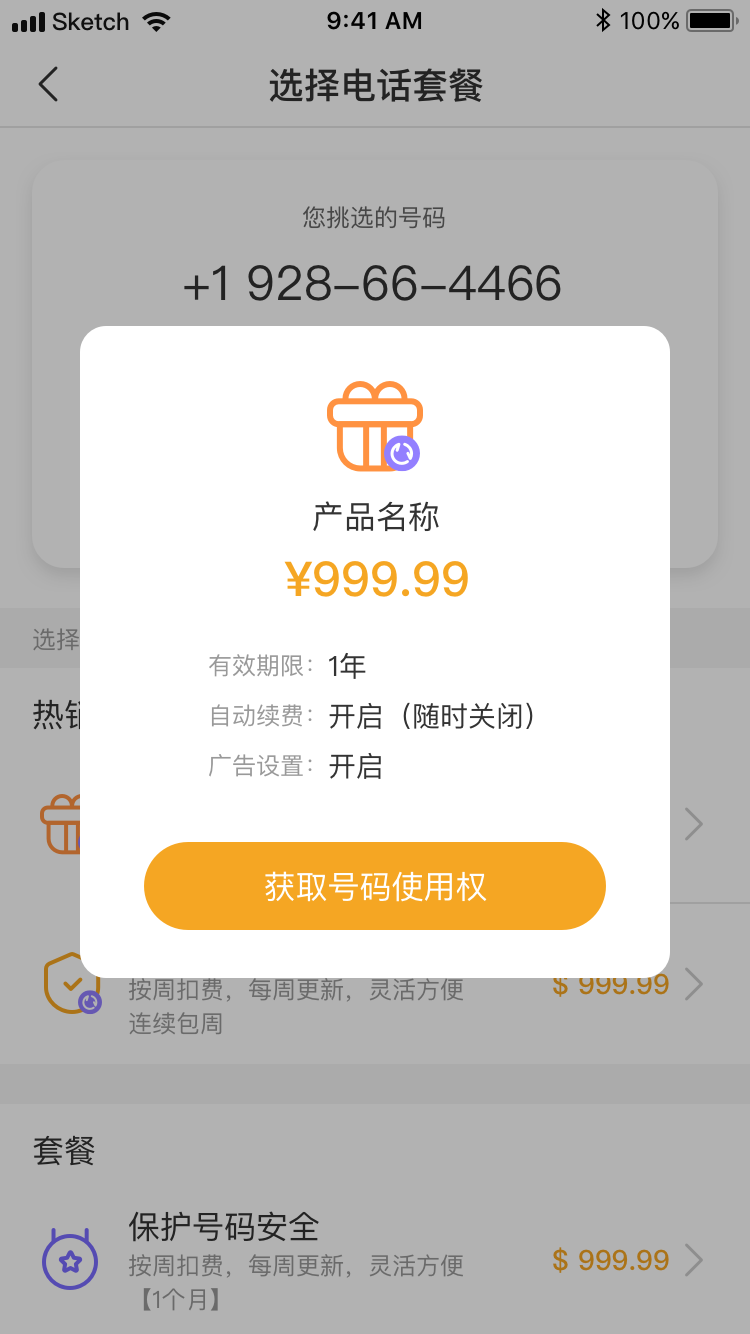 Sketch 9:41 AM 100%
选择电话套餐
您挑选的号码
+1 928-66-4466
产品名称
¥999.99
有效期限：1年
自动续费：开启（随时关闭）
广告设置：开启
获取号码使用权
选择
热销
按周扣费，每周更新，灵活方便
连续包周
$ 999.99
套餐
保护号码安全
按周扣费，每周更新，灵活方便
【1个月】
$ 999.99